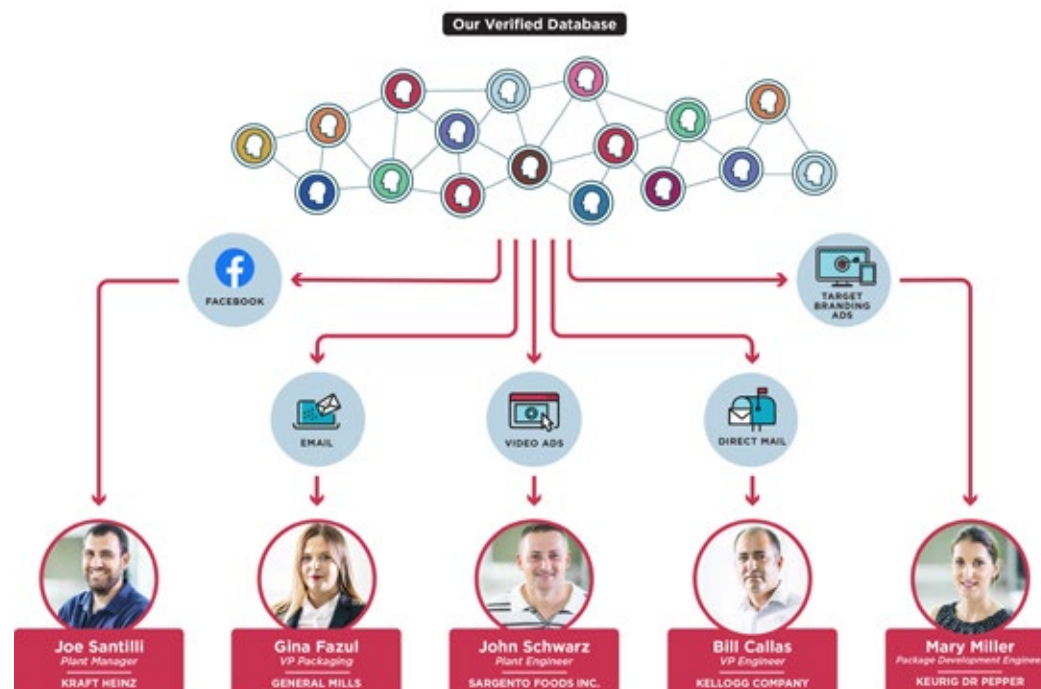 Our Verified Database
FACEBOOK
TARGET
BRANDING
ADS
EMAIL
VIDEO ADS
DIRECT MAIL
Joe Santilli
Plant Manager
KRAFT HEINZ
Gina Fazul
VP Packaging
GENERAL MILLS
John Schwarz
Plant Engineer
SARGENTO FOODS INC.
Bill Callas
VP Engineer
KELLOGG COMPANY
Mary Miller
Package Development Engineer
KEURIG DR PEPPER